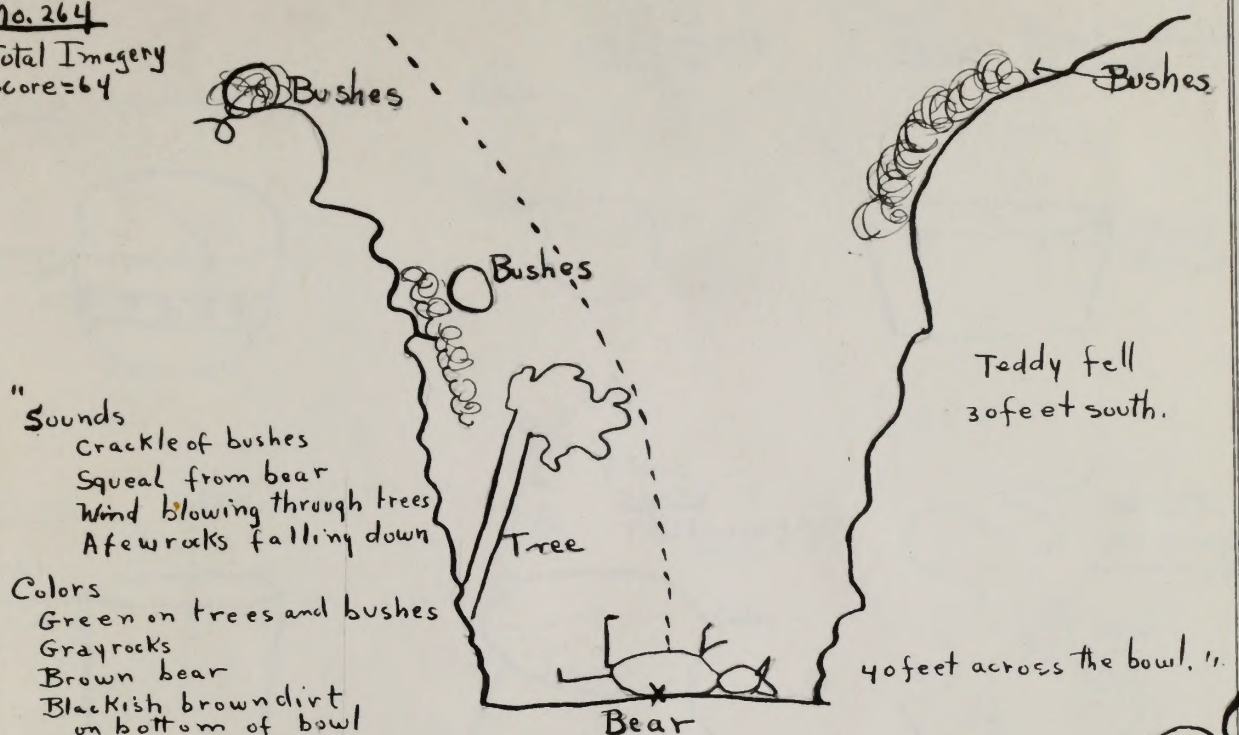 No. 264
Total Imagery
Score=64
Bushes
Bushes
Bushes
Teddy fell
30 feet south.
"Sounds
Crackle of bushes
Squeal from bear
Wind blowing through trees
A few rocks falling down
Tree
Colors
Green on trees and bushes
Gray rocks
Brown bear
Blackish brown dirt
on bottom of bowl
40 feet across the bowl."
Bear